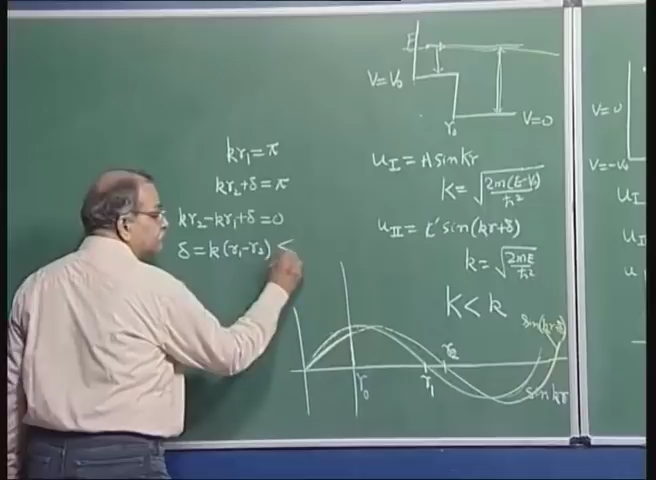 kr₁ = π
kr₂ + δ = π
kr₂ - kr₁ + δ = 0
δ = k(r₁ - r₂) <
E
V = V₀
r₀
V = 0
u_I = A sin Kr
K = √(2m(E-V₀)/ħ²)
u_II = C' sin(kr+δ)
k = √(2mE/ħ²)
K < k
sin(kr+δ)
r₂
r₀
r₁
sin kr
V = 0
V = -V₀
u_I
u